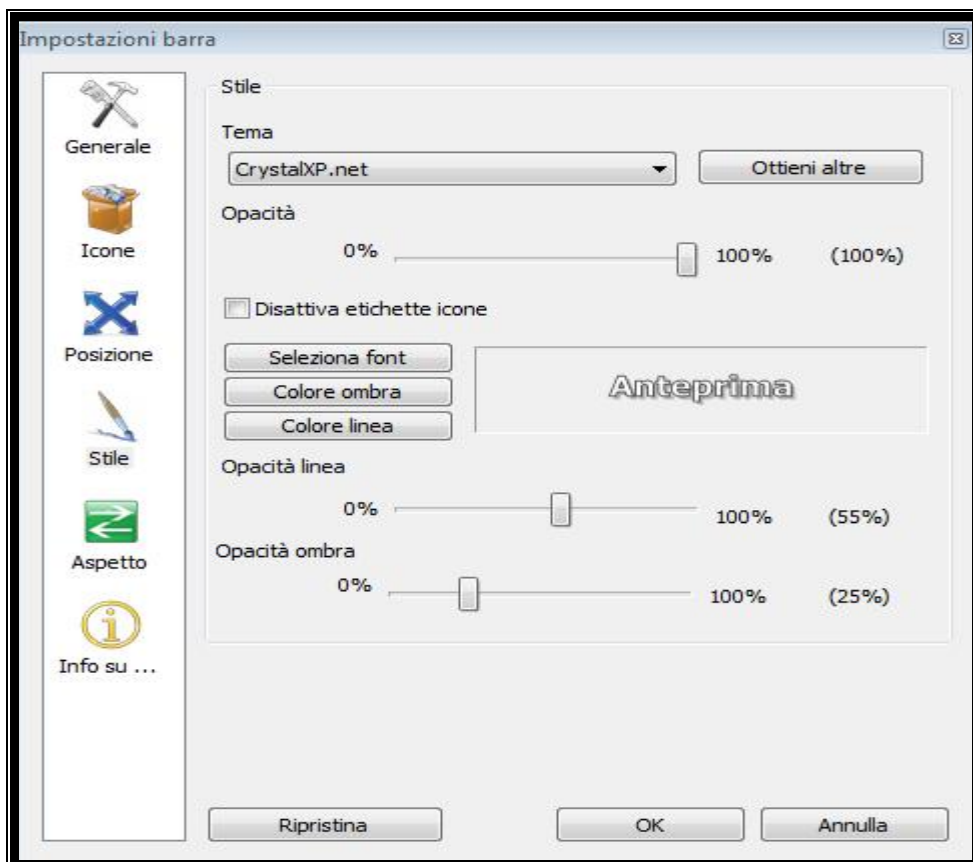 Impostazioni barra
Generale
Icone
Posizione
Stile
Aspetto
Info su ...
Stile
Tema
CrystalXP.net
Ottieni altre
Opacità
0% 100% (100%)
Disattiva etichette icone
Seleziona font
Colore ombra
Colore linea
Anteprima
Opacità linea
0% 100% (55%)
Opacità ombra
0% 100% (25%)
Ripristina OK Annulla